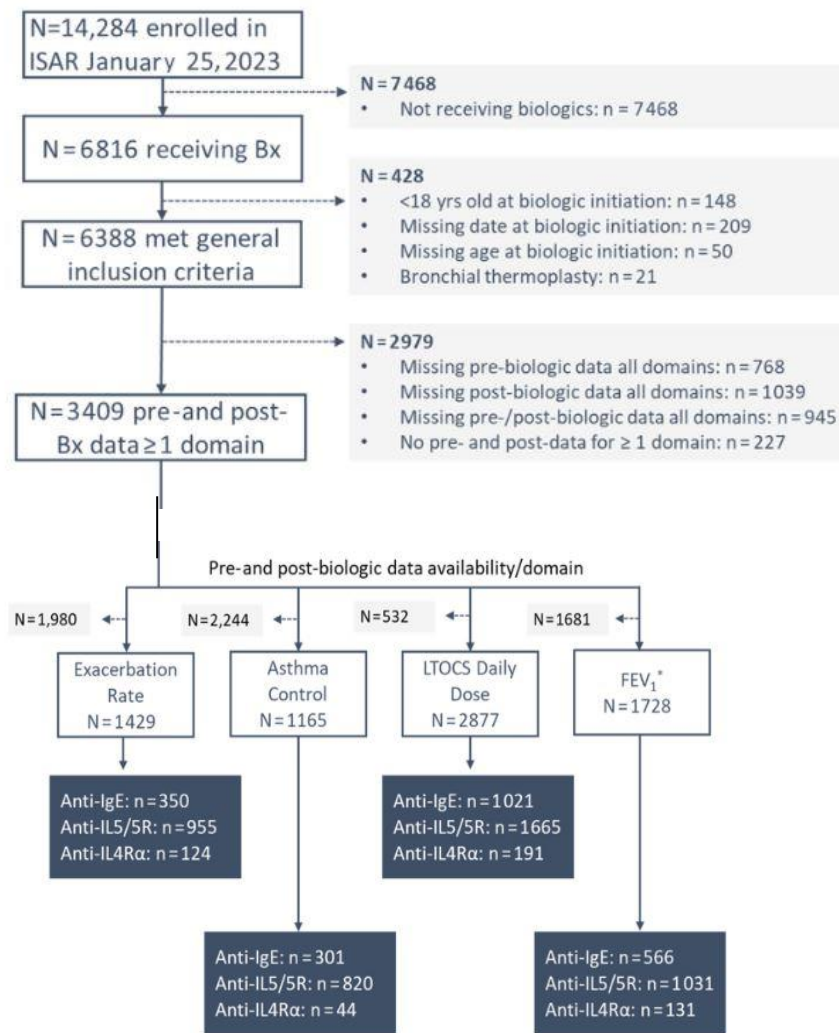 N=14,284 enrolled in
ISAR January 25,2023
N=7468
• Not receiving biologics: n=7468
N=6816 receiving Bx
N=428
• <18 yrs old at biologic initiation: n=148
• Missing date at biologic initiation: n=209
• Missing age at biologic initiation: n=50
• Bronchial thermoplasty: n=21
N=6388 met general
inclusion criteria
N=2979
• Missing pre-biologic data all domains: n=768
• Missing post-biologic data all domains: n=1039
• Missing pre-/post-biologic data all domains: n=945
• No pre- and post-data for ≥ 1 domain: n=227
N=3409 pre-and post-
Bx data≥1 domain
Pre-and post-biologic data availability/domain
N=1,980
N=2,244
N=532
N=1681
Exacerbation
Rate
N=1429
Asthma
Control
N=1165
LTOCS Daily
Dose
N=2877
FEV₁*
N=1728
Anti-IgE: n=350
Anti-IL5/5R: n=955
Anti-IL4Rα: n=124
Anti-IgE: n=1021
Anti-IL5/5R: n=1665
Anti-IL4Rα: n=191
Anti-IgE: n=301
Anti-IL5/5R: n=820
Anti-IL4Rα: n=44
Anti-IgE: n=566
Anti-IL5/5R: n=1031
Anti-IL4Rα: n=131